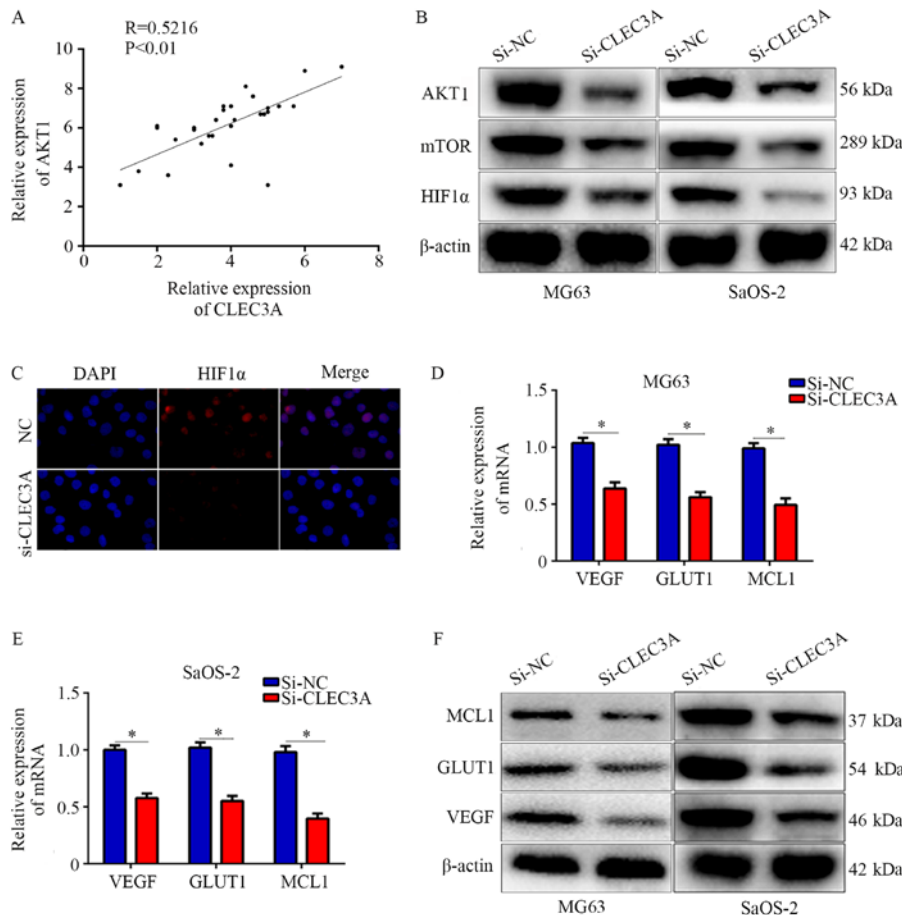 A
R=0.5216
P<0.01
Relative expression
of AKT1
10
8
6
4
2
0
0
2
4
6
8
Relative expression
of CLEC3A
B
Si-NC
Si-CLEC3A
Si-NC
Si-CLEC3A
AKT1
56 kDa
mTOR
289 kDa
HIF1α
93 kDa
β-actin
42 kDa
MG63
SaOS-2
C
DAPI
HIF1α
Merge
NC
si-CLEC3A
D
MG63
Si-NC
Si-CLEC3A
Relative expression
of mRNA
1.5
1.0
0.5
0
*
*
*
VEGF
GLUT1
MCL1
E
SaOS-2
Si-NC
Si-CLEC3A
Relative expression
of mRNA
1.5
1.0
0.5
0
*
*
*
VEGF
GLUT1
MCL1
F
Si-NC
Si-CLEC3A
Si-NC
Si-CLEC3A
MCL1
37 kDa
GLUT1
54 kDa
VEGF
46 kDa
β-actin
42 kDa
MG63
SaOS-2